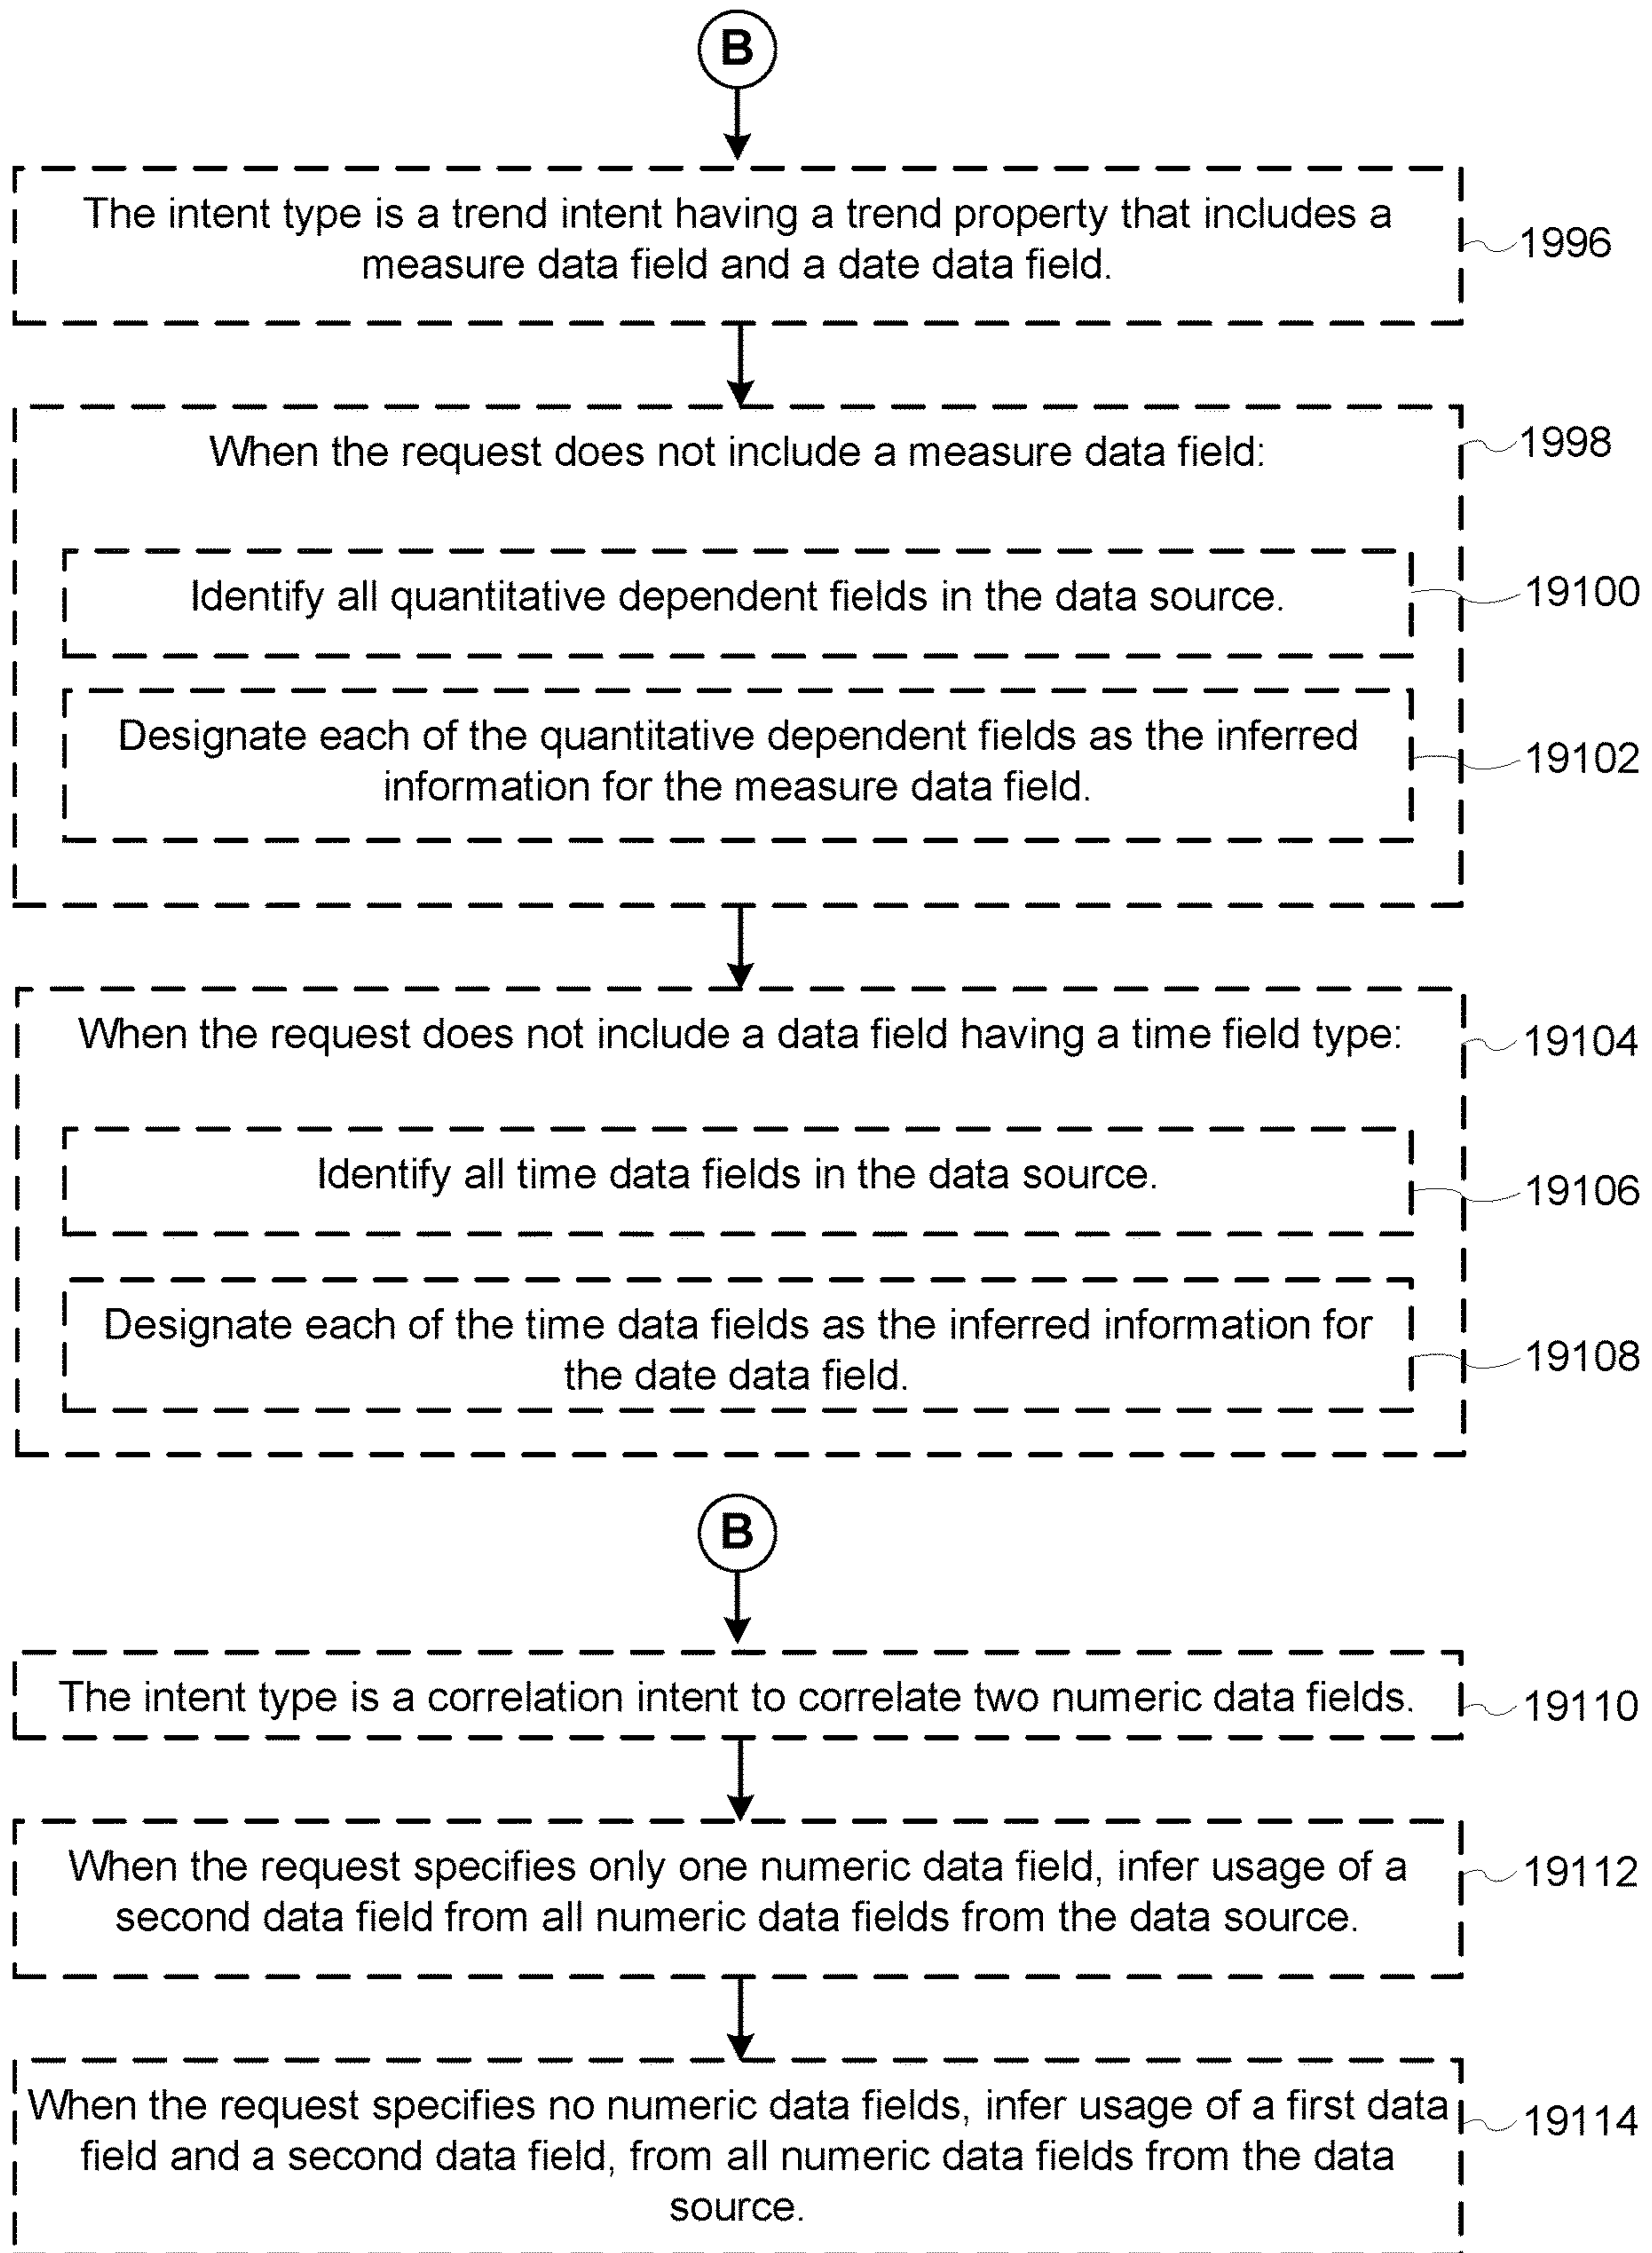 B
The intent type is a trend intent having a trend property that includes a
measure data field and a date data field.
1996
When the request does not include a measure data field:
1998
Identify all quantitative dependent fields in the data source.
19100
Designate each of the quantitative dependent fields as the inferred
information for the measure data field.
19102
When the request does not include a data field having a time field type:
19104
Identify all time data fields in the data source.
19106
Designate each of the time data fields as the inferred information for
the date data field.
19108
B
The intent type is a correlation intent to correlate two numeric data fields.
19110
When the request specifies only one numeric data field, infer usage of a
second data field from all numeric data fields from the data source.
19112
When the request specifies no numeric data fields, infer usage of a first data
field and a second data field, from all numeric data fields from the data
source.
19114